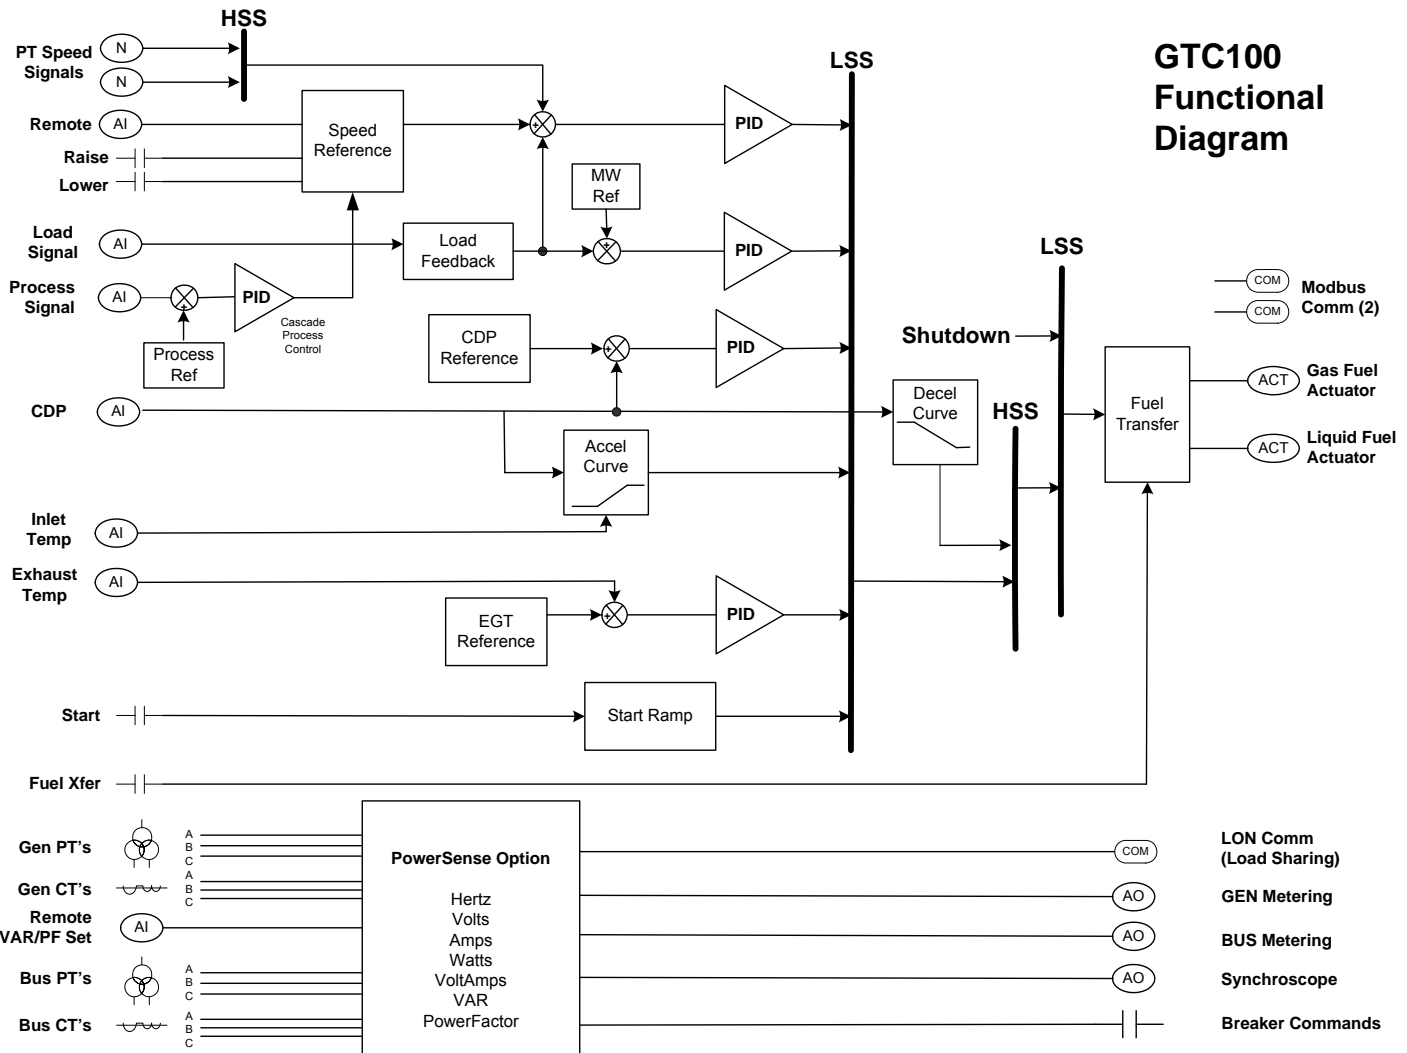 HSS
PT Speed
Signals
N
N
LSS
GTC100
Functional
Diagram
Remote
AI
Speed
Reference
+
PID
Raise
Lower
MW
Ref
Load
Signal
AI
Load
Feedback
+
PID
LSS
Process
Signal
AI
+
PID
Cascade
Process
Control
Process
Ref
CDP
Reference
+
PID
Shutdown
COM
COM
Modbus
Comm (2)
CDP
AI
Decel
Curve
HSS
Fuel
Transfer
ACT
Gas Fuel
Actuator
ACT
Liquid Fuel
Actuator
Accel
Curve
Inlet
Temp
AI
Exhaust
Temp
AI
EGT
Reference
+
PID
Start
Start Ramp
Fuel Xfer
Gen PT's
A
B
C
Gen CT's
A
B
C
Remote
VAR/PF Set
AI
Bus PT's
A
B
C
Bus CT's
A
B
C
PowerSense Option
Hertz
Volts
Amps
Watts
VoltAmps
VAR
PowerFactor
COM
LON Comm
(Load Sharing)
AO
GEN Metering
AO
BUS Metering
AO
Synchroscope
Breaker Commands